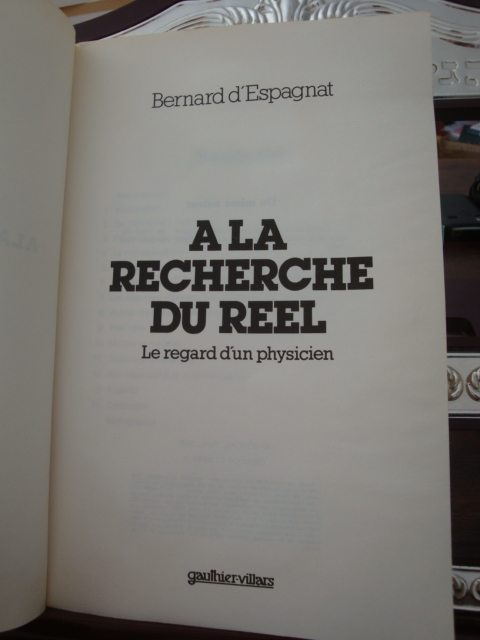 Bernard d'Espagnat
A LA
RECHERCHE
DU REEL
Le regard d'un physicien
gauthier-villars